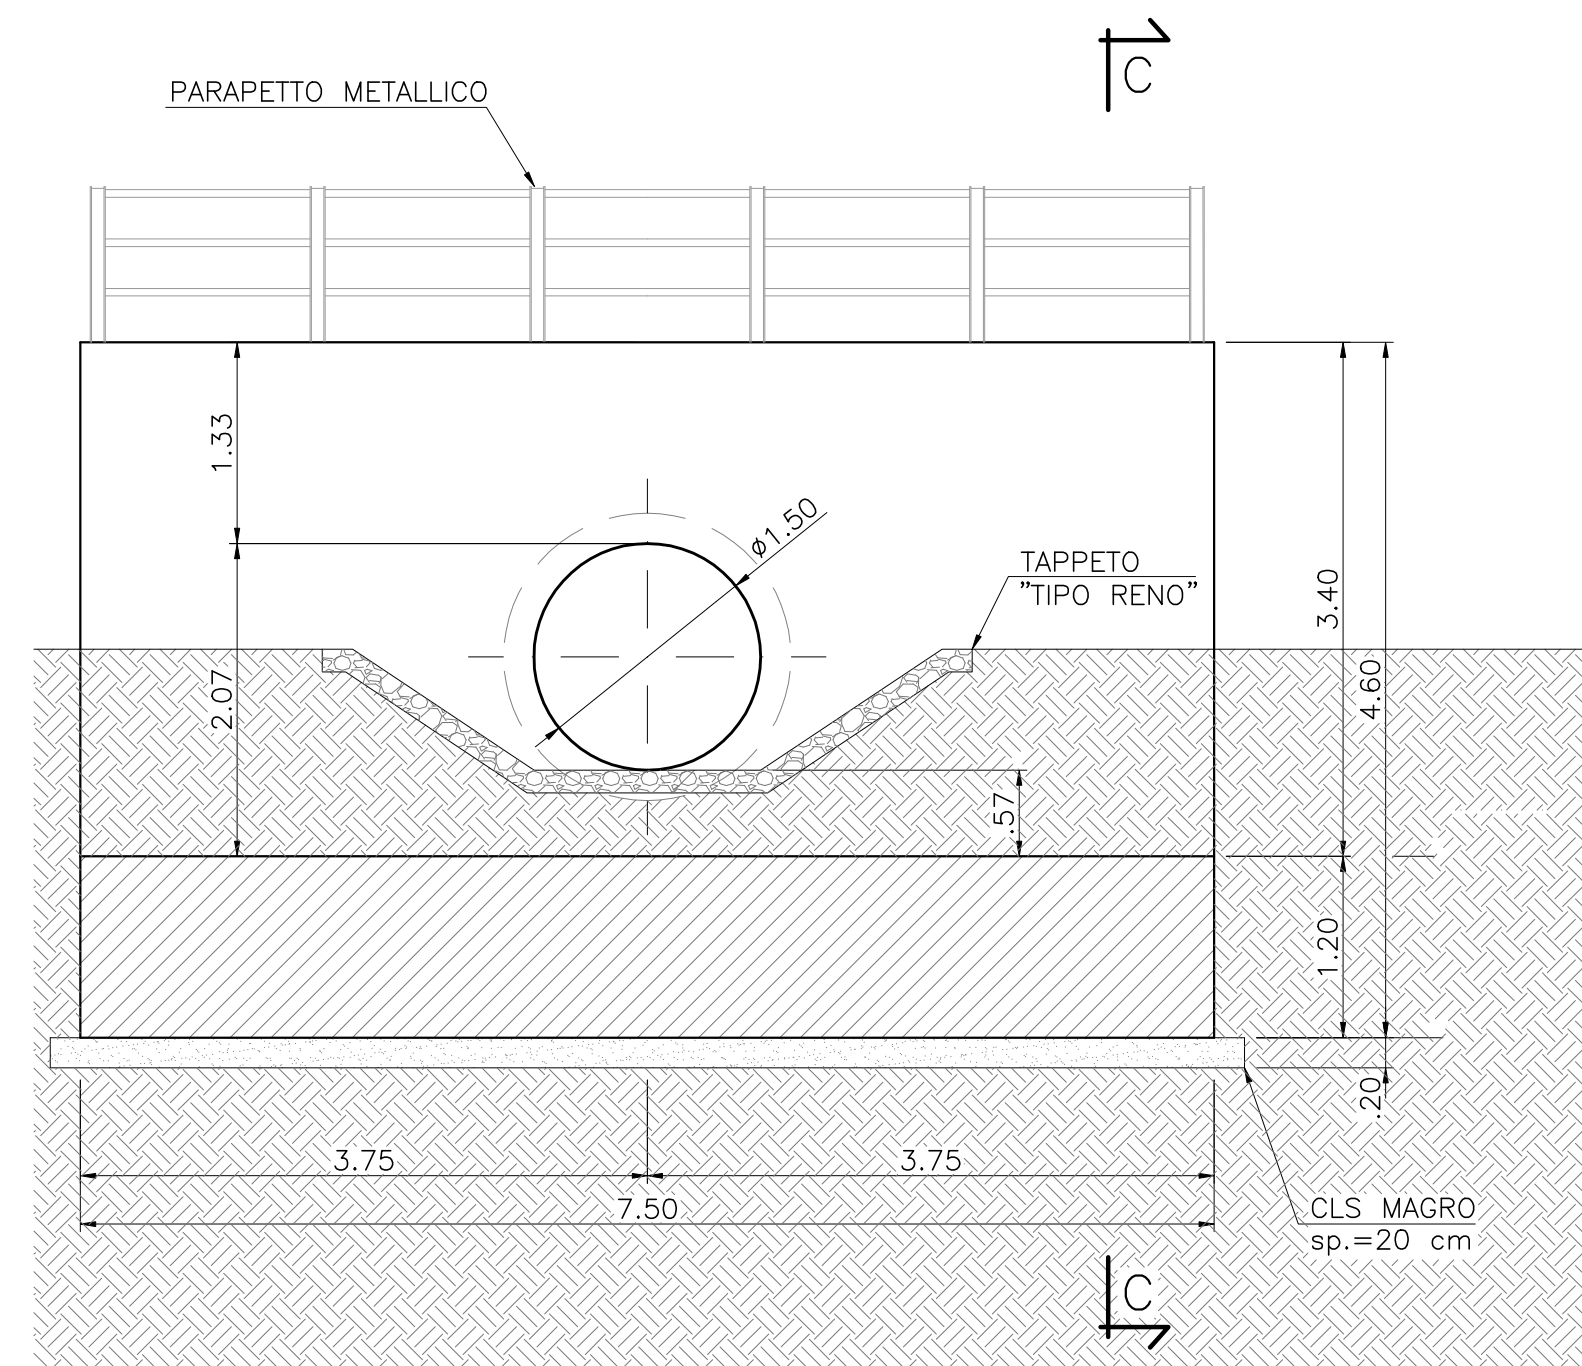 C
PARAPETTO METALLICO
1.33
ø1.50
TAPPETO
"TIPO RENO"
3.40
2.07
4.60
.57
1.20
.20
3.75
3.75
7.50
CLS MAGRO
sp.=20 cm
C